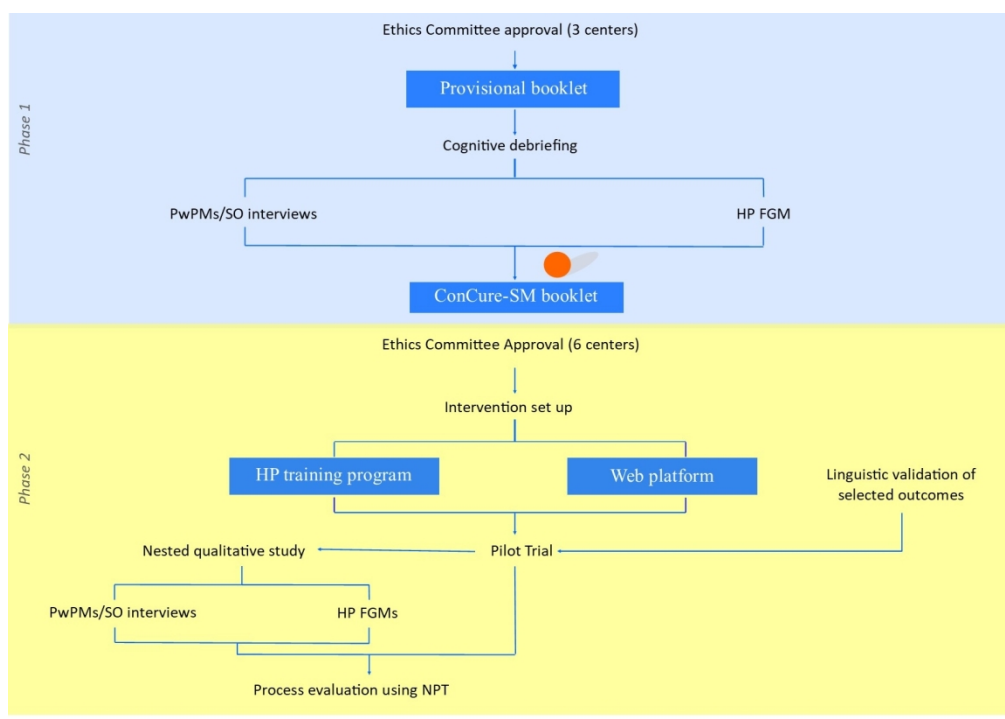 Ethics Committee approval (3 centers)
Provisional booklet
Phase 1
Cognitive debriefing
PwPMs/SO interviews
HP FGM
ConCure-SM booklet
Ethics Committee Approval (6 centers)
Intervention set up
Phase 2
HP training program
Web platform
Linguistic validation of
selected outcomes
Nested qualitative study
Pilot Trial
PwPMs/SO interviews
HP FGMs
Process evaluation using NPT